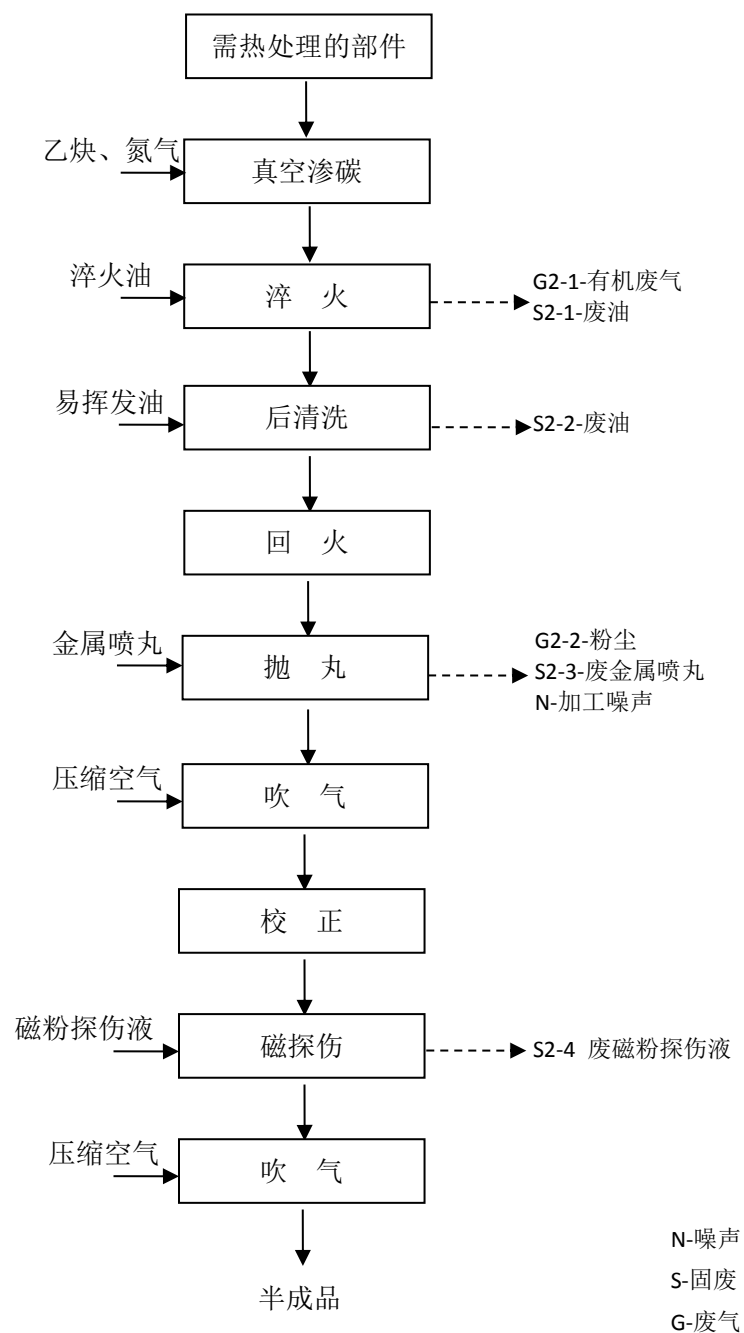 需热处理的部件
乙炔、氮气
真空渗碳
淬火油
淬 火
G2-1-有机废气
S2-1-废油
易挥发油
后清洗
S2-2-废油
回 火
金属喷丸
抛 丸
G2-2-粉尘
S2-3-废金属喷丸
N-加工噪声
压缩空气
吹 气
校 正
磁粉探伤液
磁探伤
S2-4 废磁粉探伤液
压缩空气
吹 气
半成品
N-噪声
S-固废
G-废气